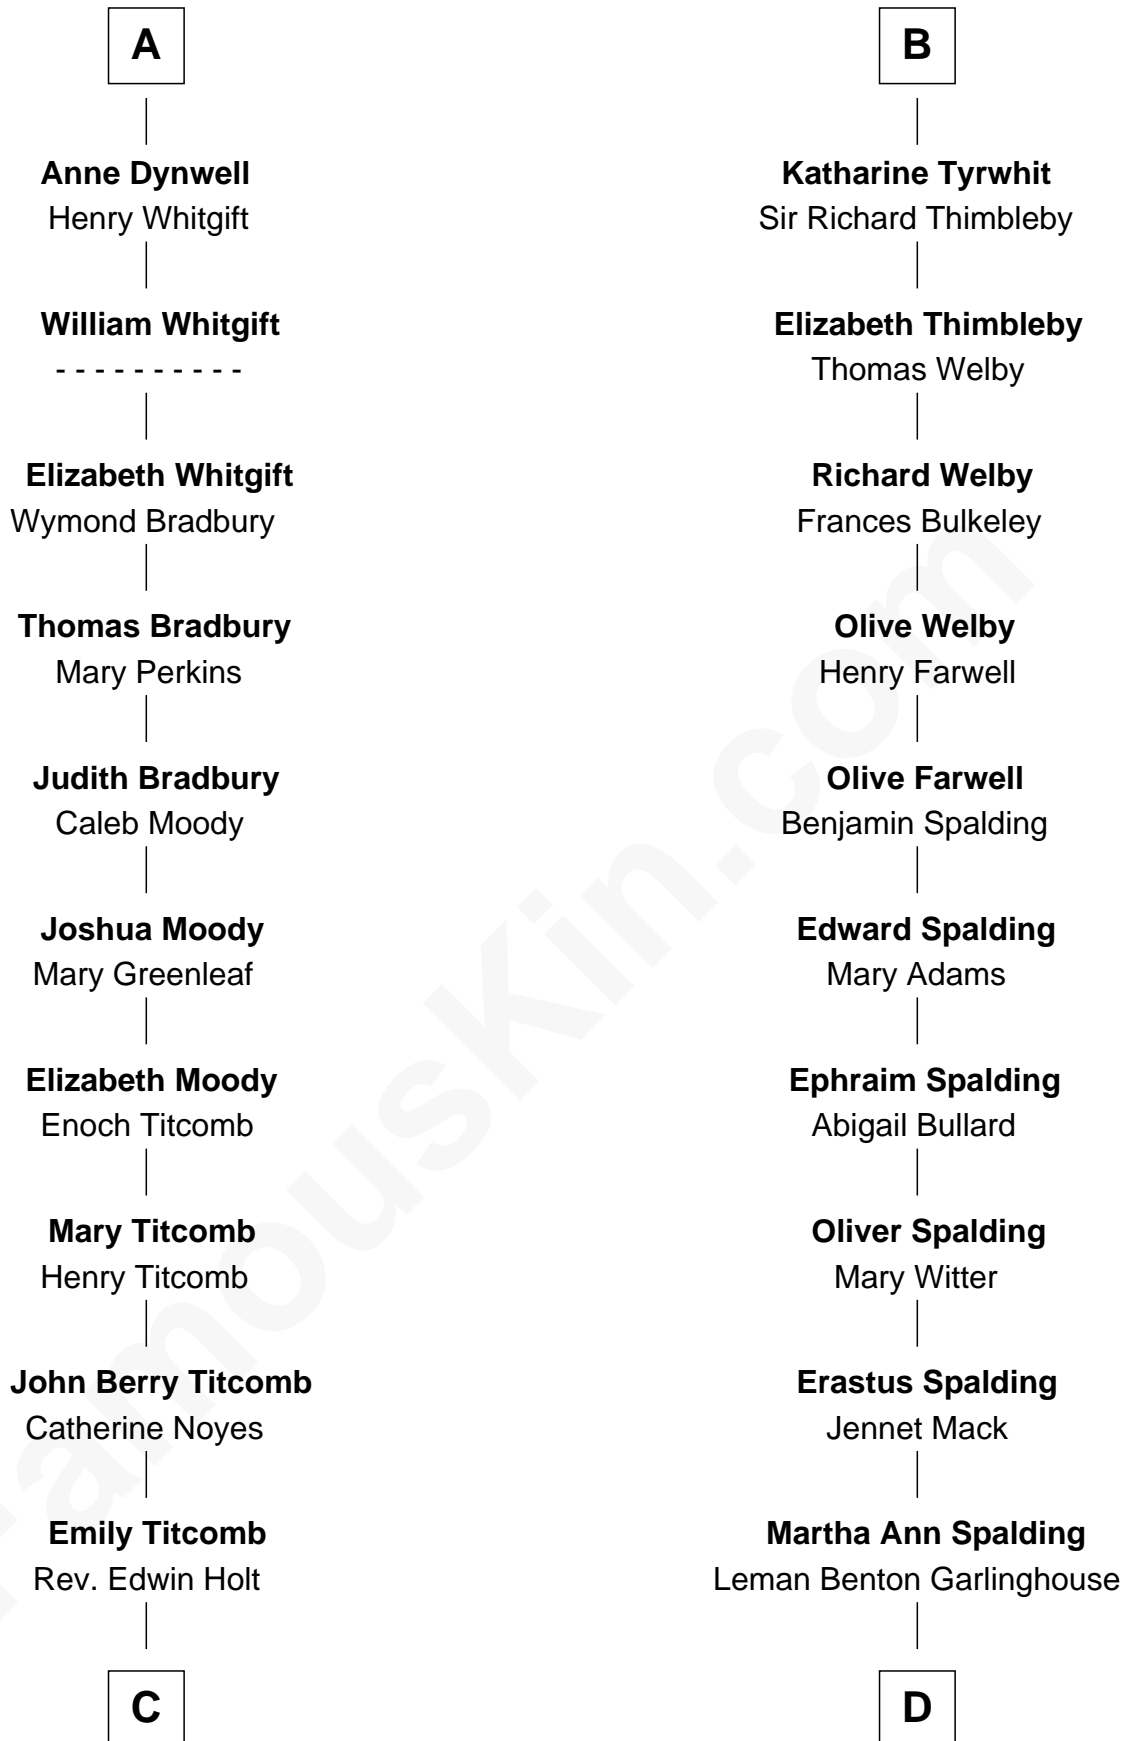 A
Anne Dynwell
Henry Whitgift
William Whitgift
- - - - - - - - - -
Elizabeth Whitgift
Wymond Bradbury
Thomas Bradbury
Mary Perkins
Judith Bradbury
Caleb Moody
Joshua Moody
Mary Greenleaf
Elizabeth Moody
Enoch Titcomb
Mary Titcomb
Henry Titcomb
John Berry Titcomb
Catherine Noyes
Emily Titcomb
Rev. Edwin Holt
C
B
Katharine Tyrwhit
Sir Richard Thimbleby
Elizabeth Thimbleby
Thomas Welby
Richard Welby
Frances Bulkeley
Olive Welby
Henry Farwell
Olive Farwell
Benjamin Spalding
Edward Spalding
Mary Adams
Ephraim Spalding
Abigail Bullard
Oliver Spalding
Mary Witter
Erastus Spalding
Jennet Mack
Martha Ann Spalding
Leman Benton Garlinghouse
D
FamousKin.com